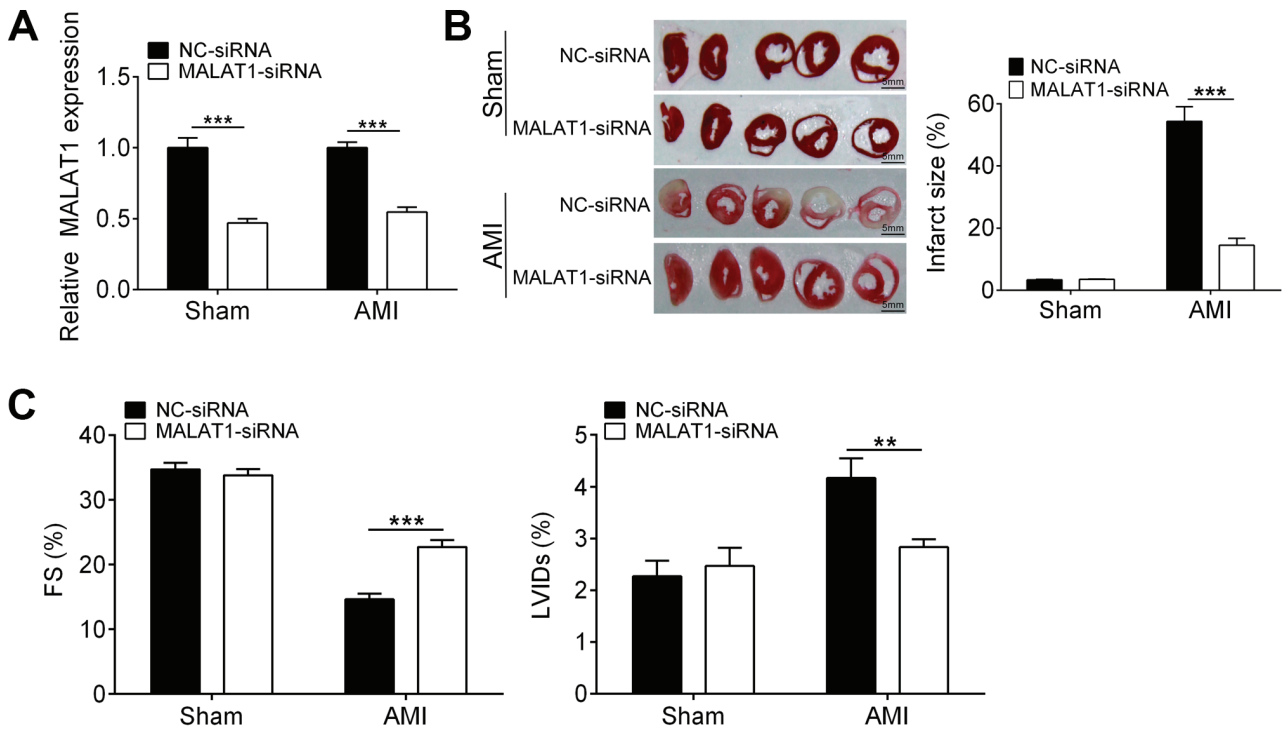 A
NC-siRNA
MALAT1-siRNA
Relative MALAT1 expression
1.5
1.0
0.5
0.0
***
***
Sham
AMI
B
Sham
NC-siRNA
5mm
MALAT1-siRNA
5mm
AMI
NC-siRNA
5mm
MALAT1-siRNA
5mm
NC-siRNA
MALAT1-siRNA
Infarct size (%)
60
40
20
0
***
Sham
AMI
C
NC-siRNA
MALAT1-siRNA
FS (%)
40
30
20
10
0
***
Sham
AMI
NC-siRNA
MALAT1-siRNA
LVIDs (%)
5
4
3
2
1
0
**
Sham
AMI